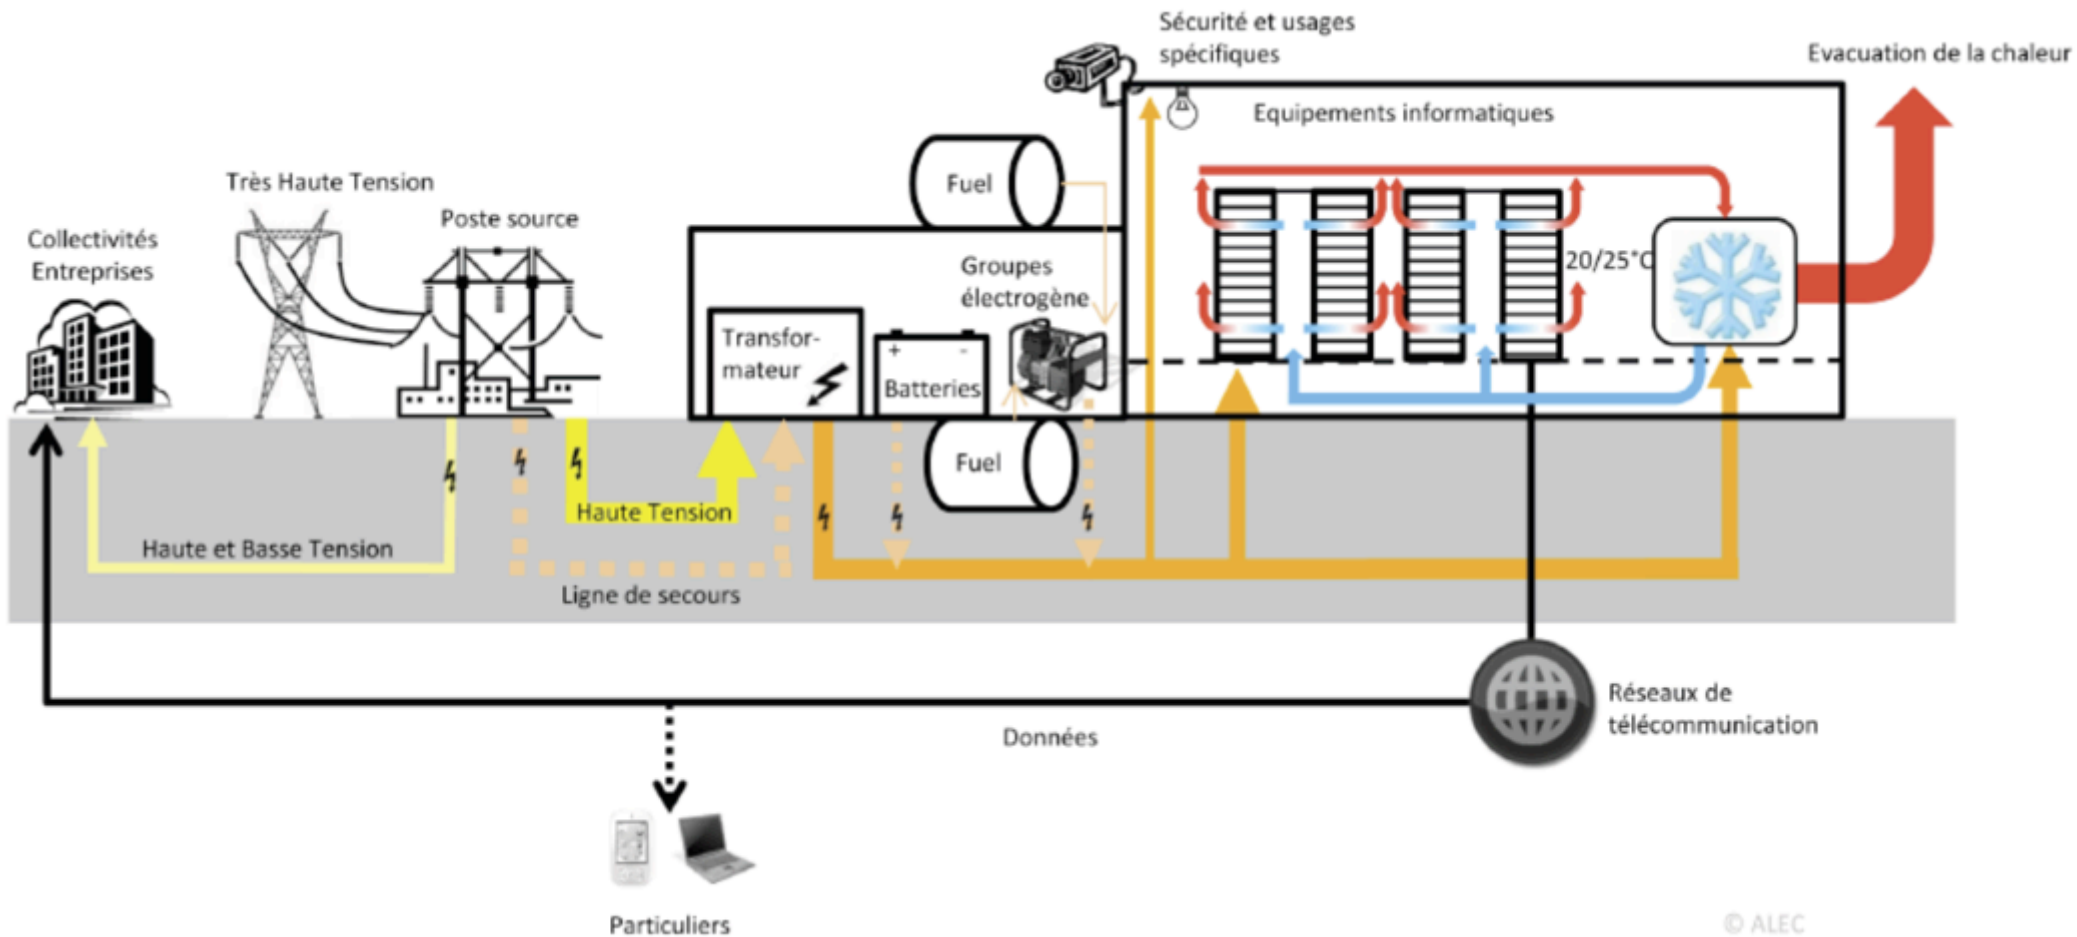 Sécurité et usages
spécifiques
Evacuation de la chaleur
Equipements informatiques
Très Haute Tension
Fuel
Poste source
Collectivités
Entreprises
Groupes
électrogène
20/25°C
Transfor-
mateur
+ -
Batteries
Fuel
Haute Tension
Haute et Basse Tension
Ligne de secours
Réseaux de
télécommunication
Données
Particuliers
© ALEC